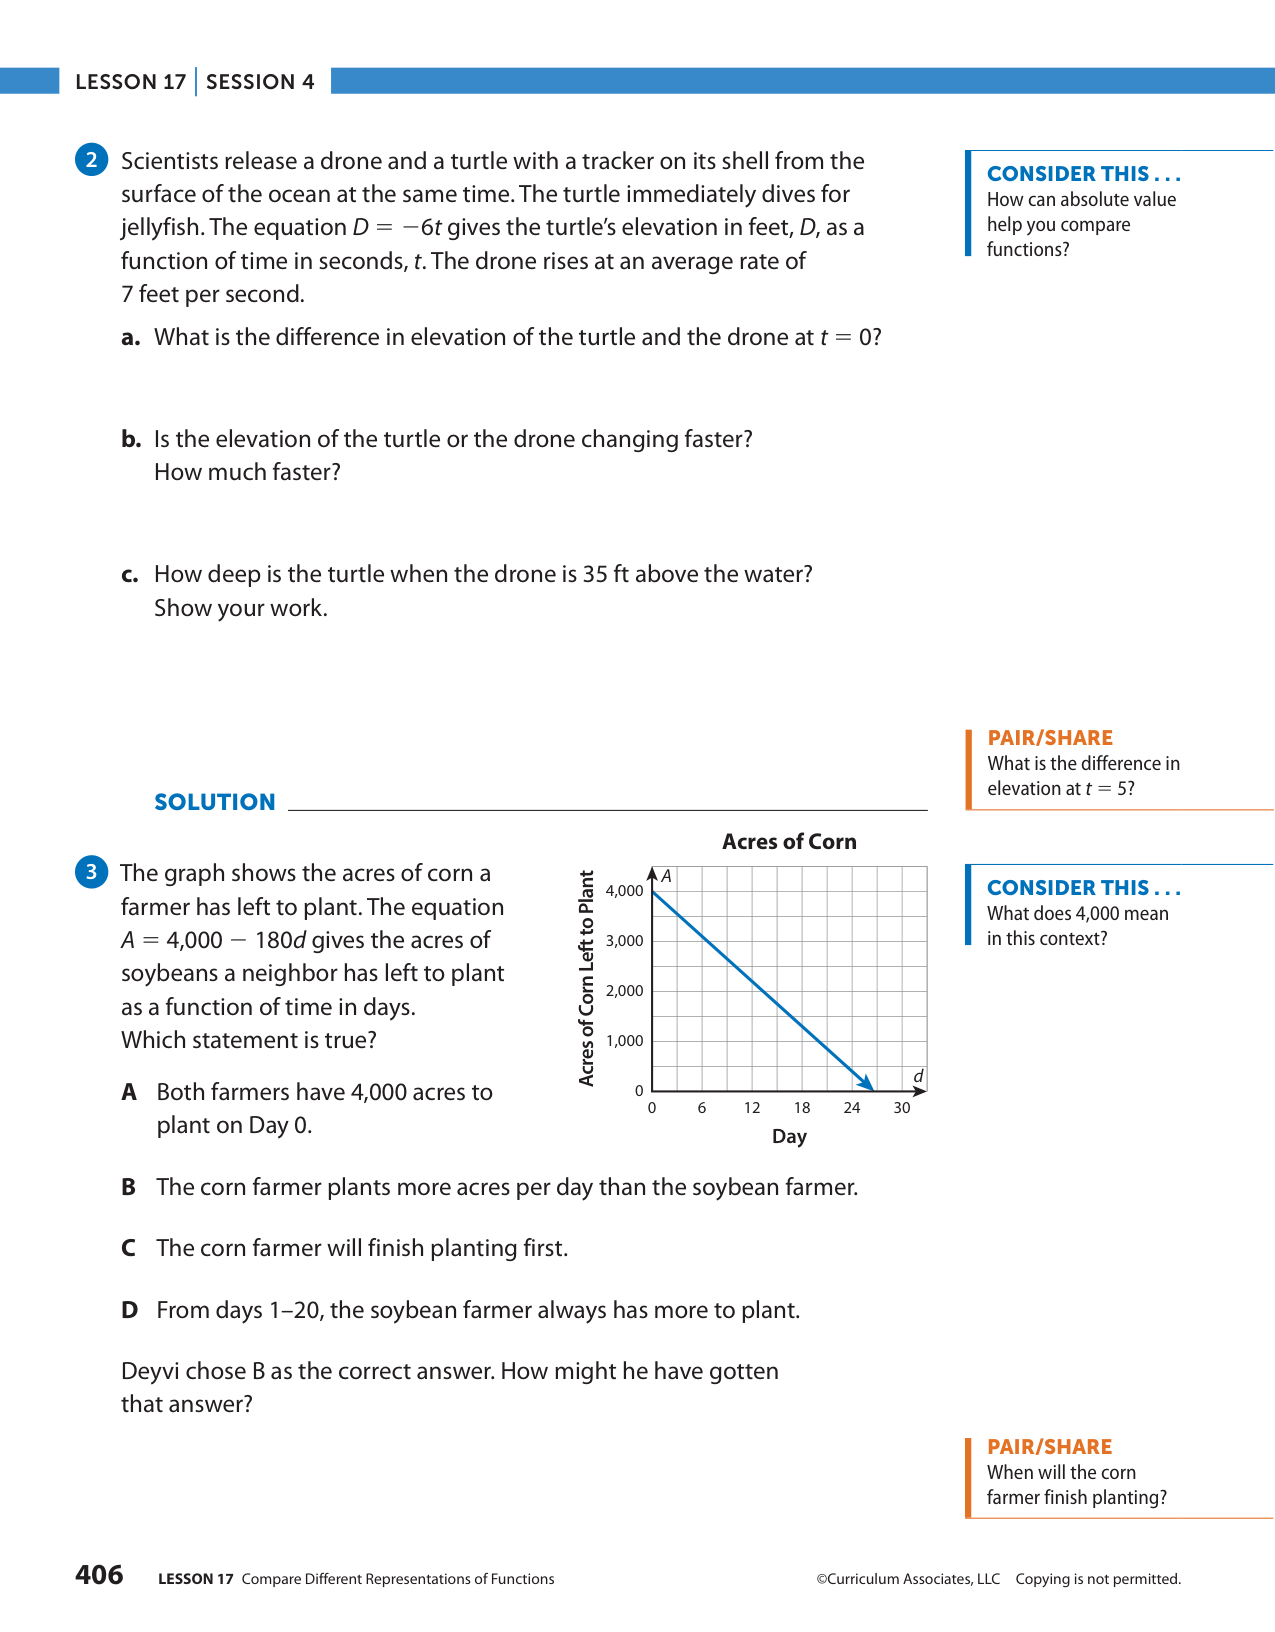 LESSON 17 | SESSION 4
2 Scientists release a drone and a turtle with a tracker on its shell from the
surface of the ocean at the same time. The turtle immediately dives for
jellyfish. The equation D = −6t gives the turtle's elevation in feet, D, as a
function of time in seconds, t. The drone rises at an average rate of
7 feet per second.
a. What is the difference in elevation of the turtle and the drone at t = 0?
b. Is the elevation of the turtle or the drone changing faster?
How much faster?
c. How deep is the turtle when the drone is 35 ft above the water?
Show your work.
SOLUTION
CONSIDER THIS . . .
How can absolute value
help you compare
functions?
PAIR/SHARE
What is the difference in
elevation at t = 5?
3 The graph shows the acres of corn a
farmer has left to plant. The equation
A = 4,000 − 180d gives the acres of
soybeans a neighbor has left to plant
as a function of time in days.
Which statement is true?
Acres of Corn
Acres of Corn Left to Plant
A
4,000
3,000
2,000
1,000
0
d
0 6 12 18 24 30
Day
A Both farmers have 4,000 acres to
plant on Day 0.
B The corn farmer plants more acres per day than the soybean farmer.
C The corn farmer will finish planting first.
D From days 1–20, the soybean farmer always has more to plant.
Deyvi chose B as the correct answer. How might he have gotten
that answer?
CONSIDER THIS . . .
What does 4,000 mean
in this context?
PAIR/SHARE
When will the corn
farmer finish planting?
406 LESSON 17 Compare Different Representations of Functions
©Curriculum Associates, LLC Copying is not permitted.